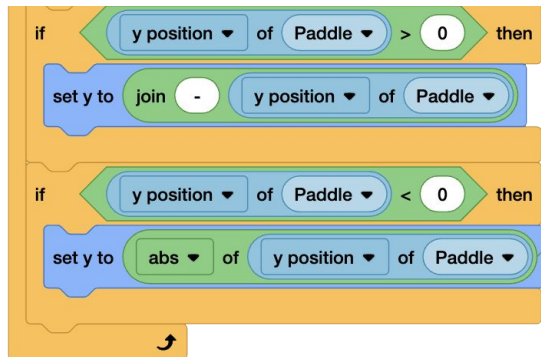 if y position of Paddle > 0 then
set y to join - y position of Paddle
if y position of Paddle < 0 then
set y to abs of y position of Paddle